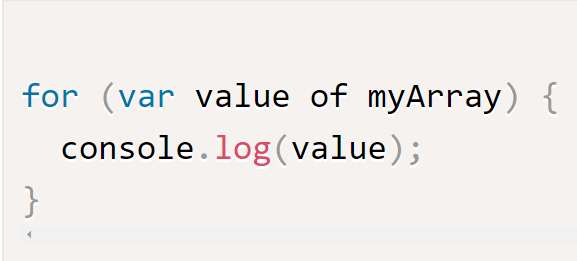 for (var value of myArray) {
  console.log(value);
}